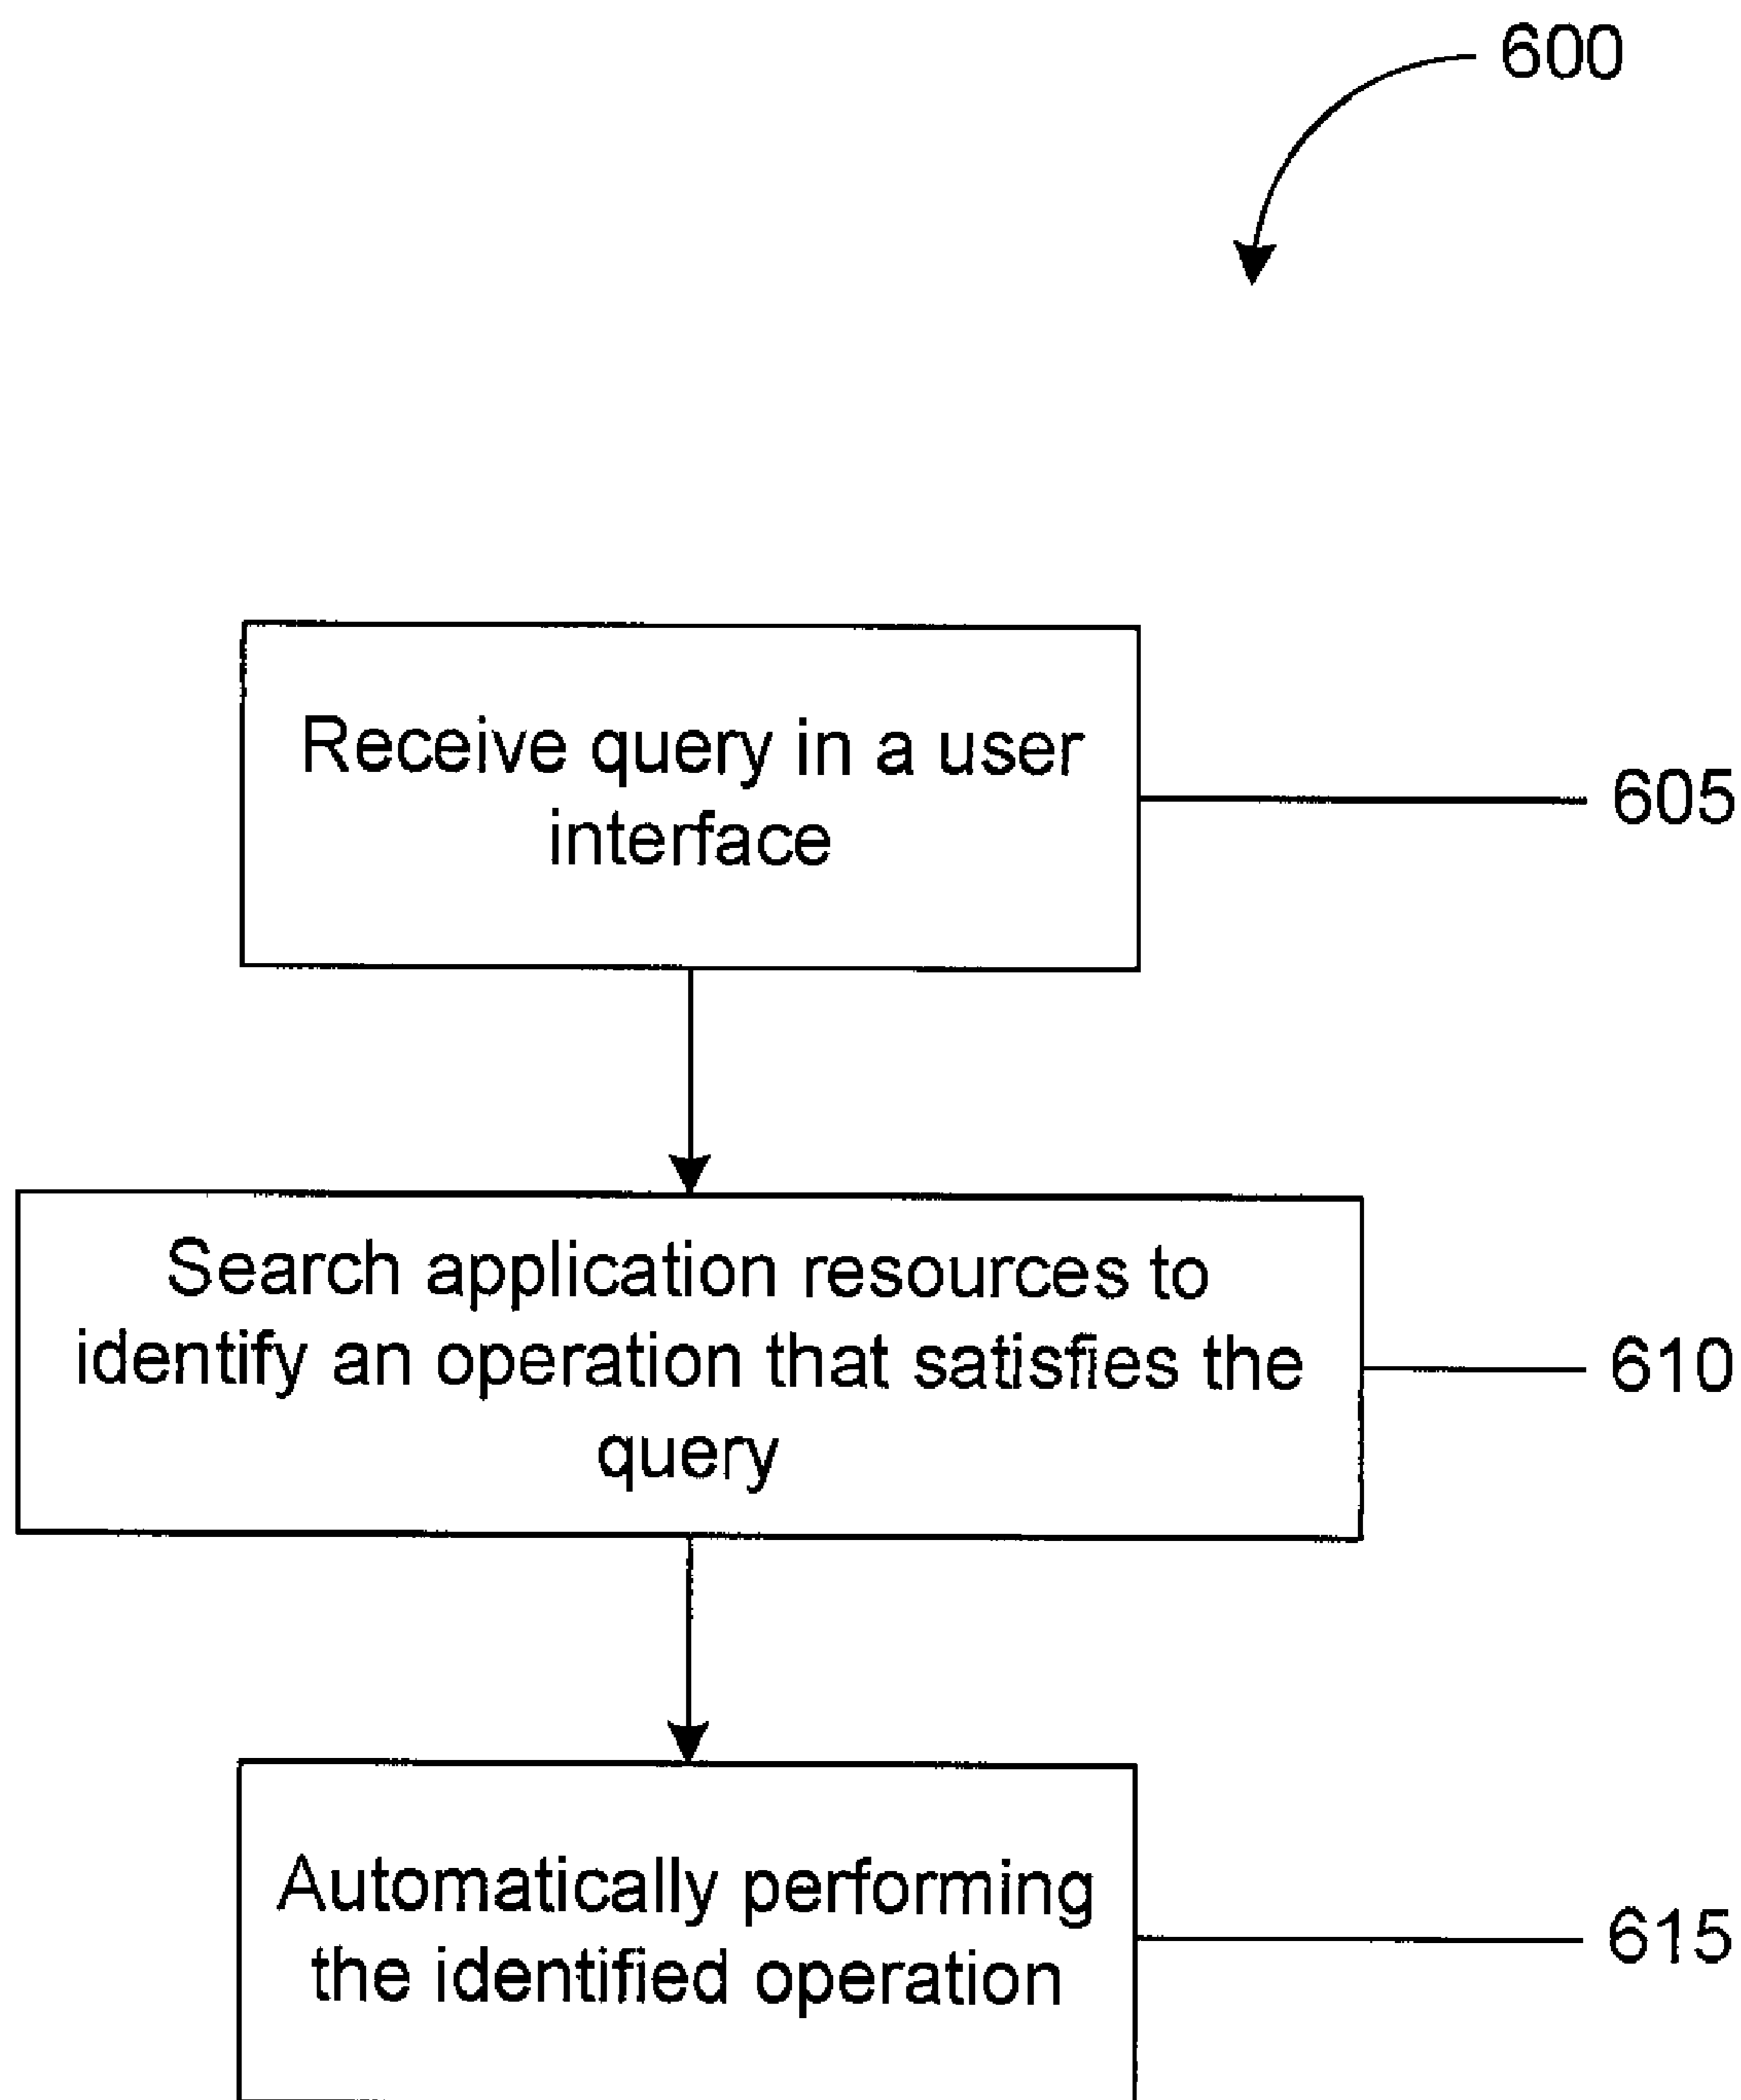 600
Receive query in a user
interface
605
Search application resources to
identify an operation that satisfies the
query
610
Automatically performing
the identified operation
615